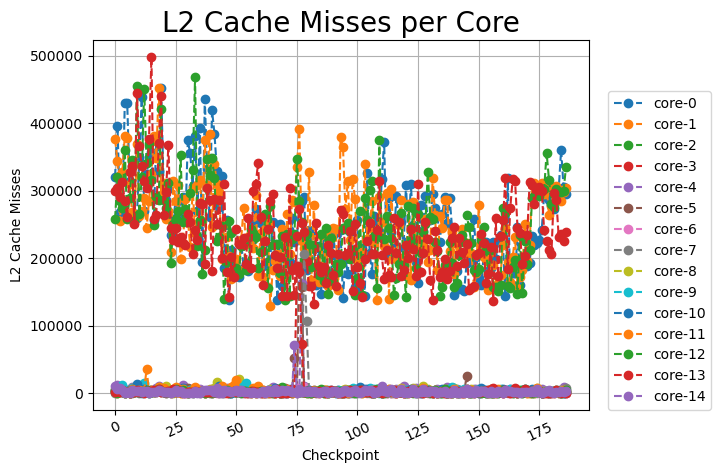 L2 Cache Misses per Core
500000
400000
300000
200000
100000
0
L2 Cache Misses
0
25
50
75
100
125
150
175
Checkpoint
core-0
core-1
core-2
core-3
core-4
core-5
core-6
core-7
core-8
core-9
core-10
core-11
core-12
core-13
core-14